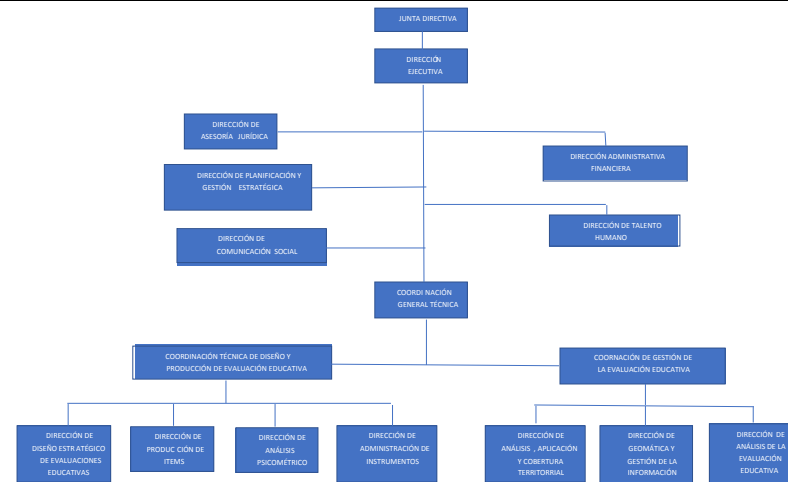 JUNTA DIRECTIVA
DIRECCIÓN
EJECUTIVA
DIRECCIÓN DE
ASESORÍA JURÍDICA
DIRECCIÓN ADMINISTRATIVA
FINANCIERA
DIRECCIÓN DE PLANIFICACIÓN Y
GESTIÓN ESTRATÉGICA
DIRECCIÓN DE TALENTO
HUMANO
DIRECCIÓN DE
COMUNICACIÓN SOCIAL
COORDI NACIÓN
GENERAL TÉCNICA
COORDINACIÓN TÉCNICA DE DISEÑO Y
PRODUCCIÓN DE EVALUACIÓN EDUCATIVA
COORNACIÓN DE GESTIÓN DE
LA EVALUACIÓN EDUCATIVA
DIRECCIÓN DE
DISEÑO ESTR ATÉGICO
DE EVALUACIONES
EDUCATIVAS
DIRECCIÓN DE
PRODUC CIÓN DE
ITEMS
DIRECCIÓN DE
ANÁLISIS
PSICOMÉTRICO
DIRECCIÓN DE
ADMINISTRACIÓN DE
INSTRUMENTOS
DIRECCIÓN DE
ANÁLISIS , APLICACIÓN
Y COBERTURA
TERRITORRIAL
DIRECCIÓN DE
GEOMÁTICA Y
GESTIÓN DE LA
INFORMACIÓN
DIRECCIÓN DE
ANÁLISIS DE LA
EVALUACIÓN
EDUCATIVA